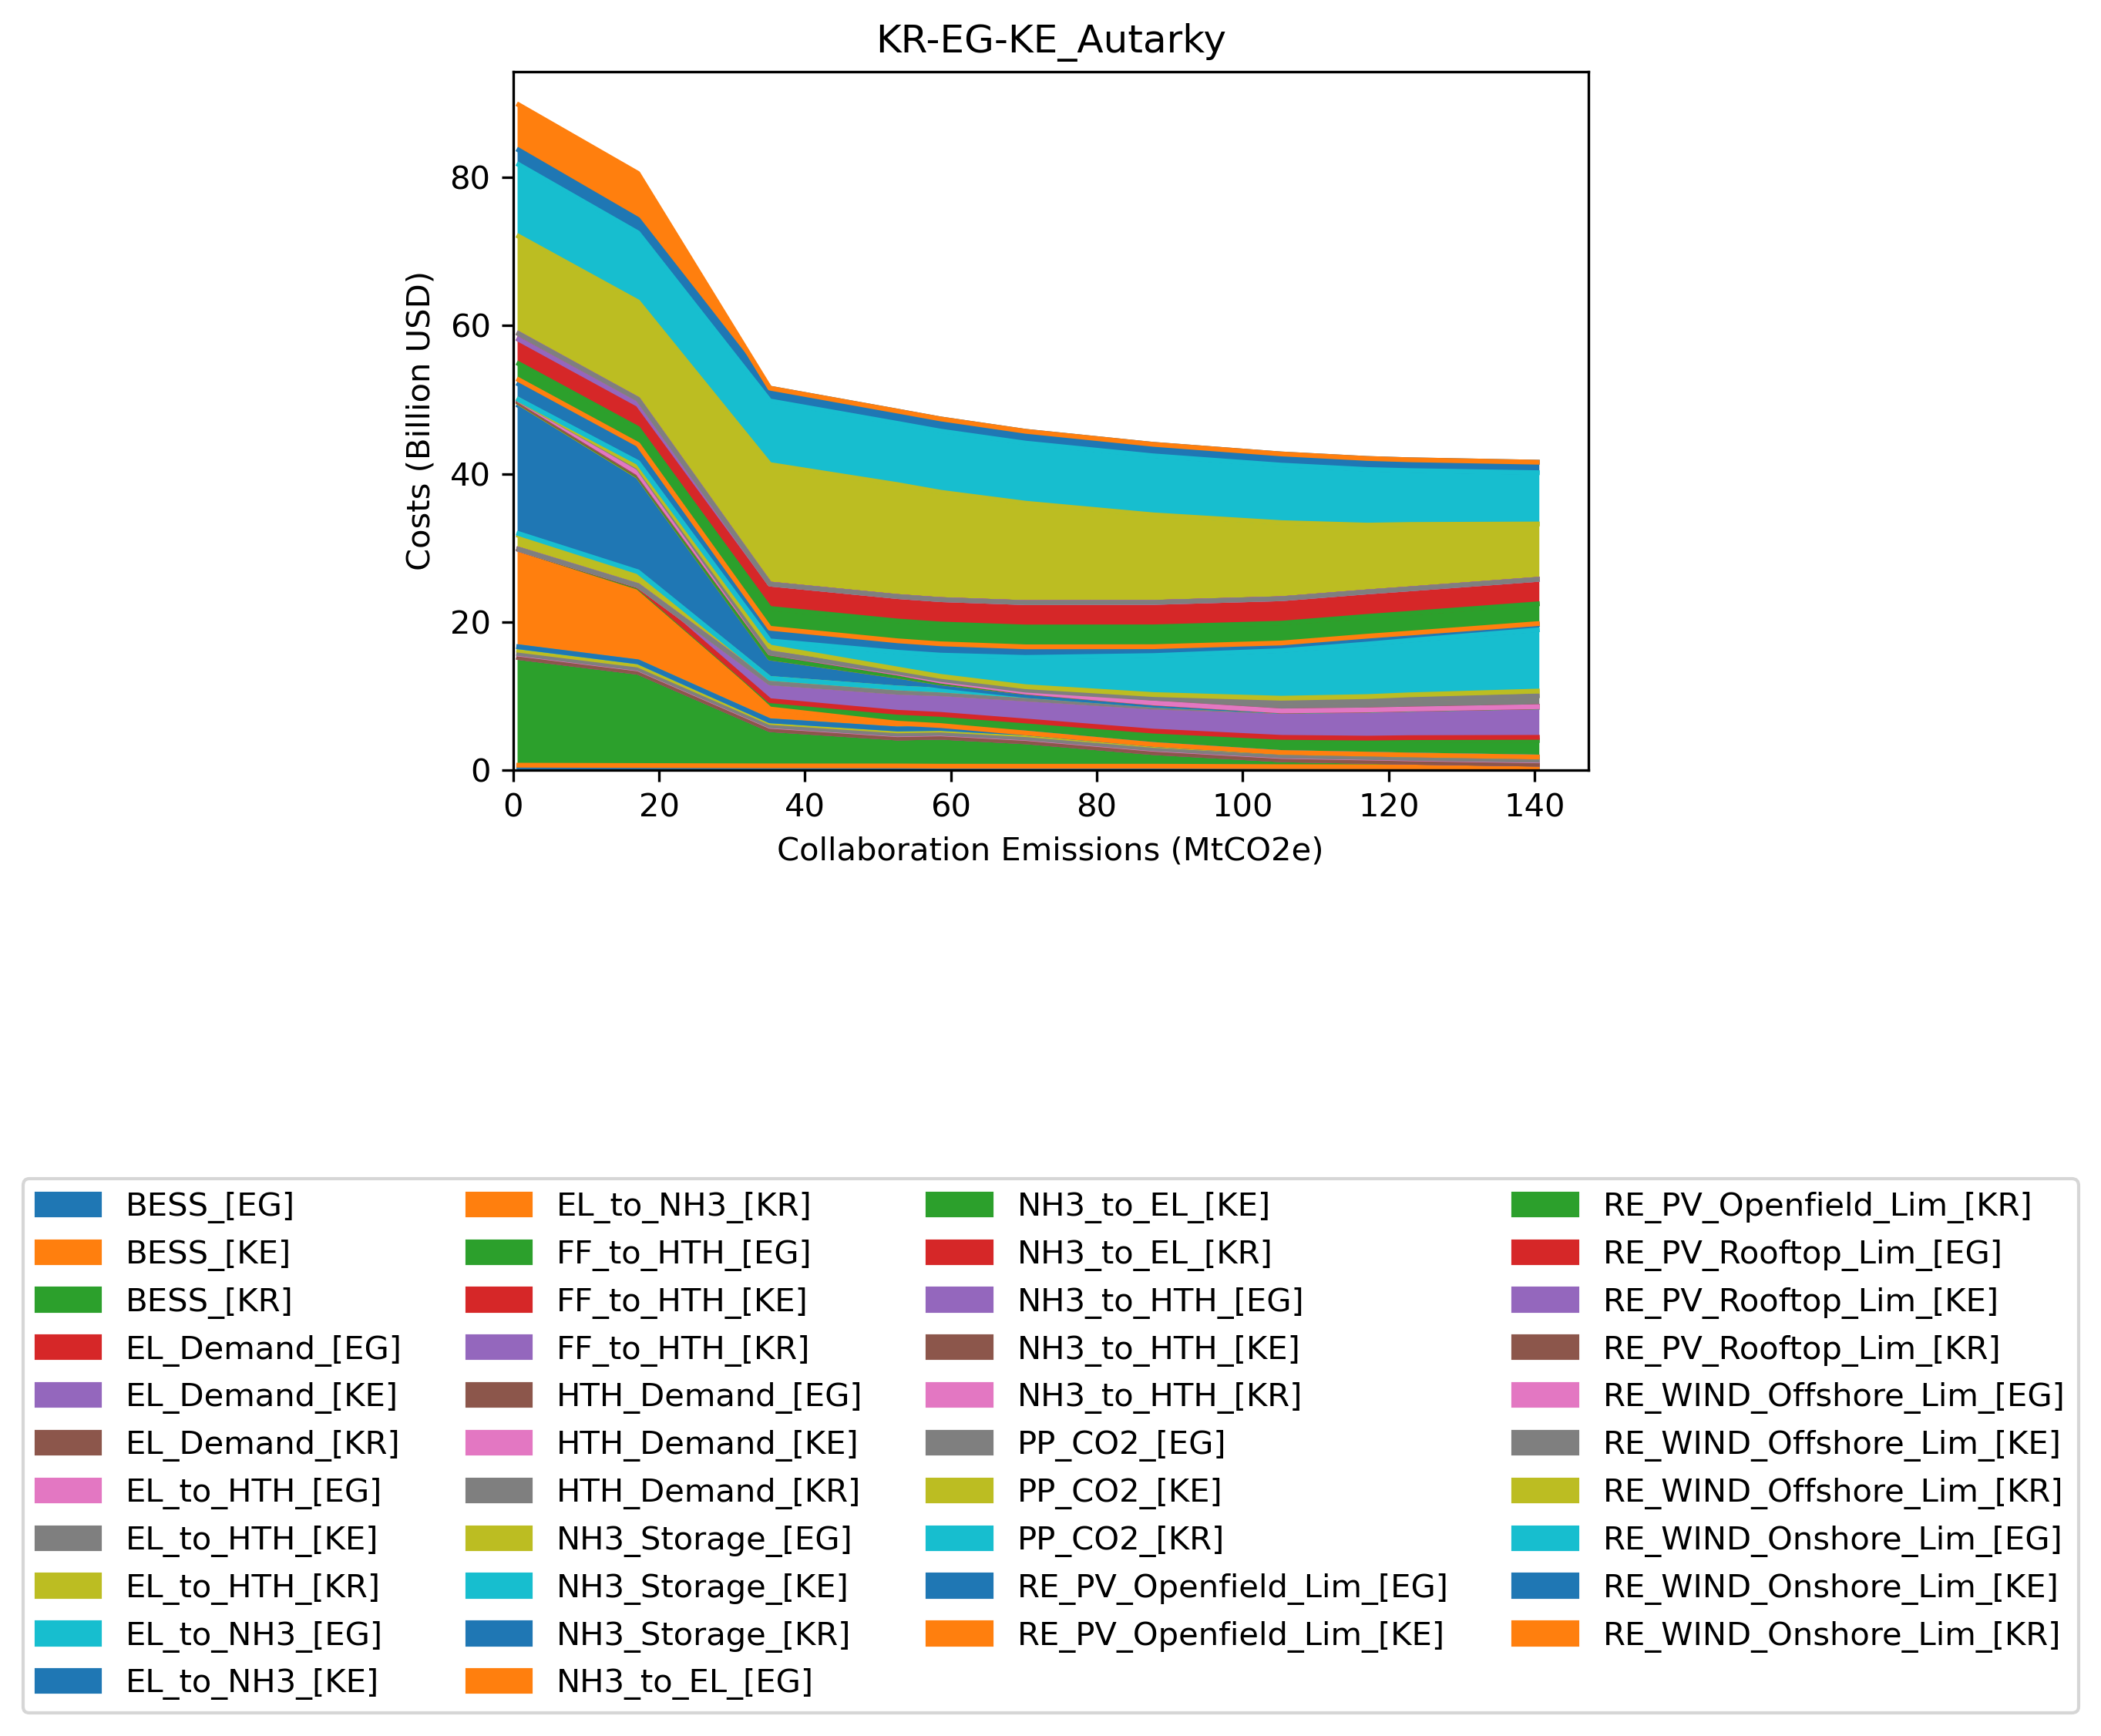 KR-EG-KE_Autarky
Costs (Billion USD)
80
60
40
20
0
0 20 40 60 80 100 120 140
Collaboration Emissions (MtCO2e)
BESS_[EG]
BESS_[KE]
BESS_[KR]
EL_Demand_[EG]
EL_Demand_[KE]
EL_Demand_[KR]
EL_to_HTH_[EG]
EL_to_HTH_[KE]
EL_to_HTH_[KR]
EL_to_NH3_[EG]
EL_to_NH3_[KE]
EL_to_NH3_[KR]
FF_to_HTH_[EG]
FF_to_HTH_[KE]
FF_to_HTH_[KR]
HTH_Demand_[EG]
HTH_Demand_[KE]
HTH_Demand_[KR]
NH3_Storage_[EG]
NH3_Storage_[KE]
NH3_Storage_[KR]
NH3_to_EL_[EG]
NH3_to_EL_[KE]
NH3_to_EL_[KR]
NH3_to_HTH_[EG]
NH3_to_HTH_[KE]
NH3_to_HTH_[KR]
PP_CO2_[EG]
PP_CO2_[KE]
PP_CO2_[KR]
RE_PV_Openfield_Lim_[EG]
RE_PV_Openfield_Lim_[KE]
RE_PV_Openfield_Lim_[KR]
RE_PV_Rooftop_Lim_[EG]
RE_PV_Rooftop_Lim_[KE]
RE_PV_Rooftop_Lim_[KR]
RE_WIND_Offshore_Lim_[EG]
RE_WIND_Offshore_Lim_[KE]
RE_WIND_Offshore_Lim_[KR]
RE_WIND_Onshore_Lim_[EG]
RE_WIND_Onshore_Lim_[KE]
RE_WIND_Onshore_Lim_[KR]